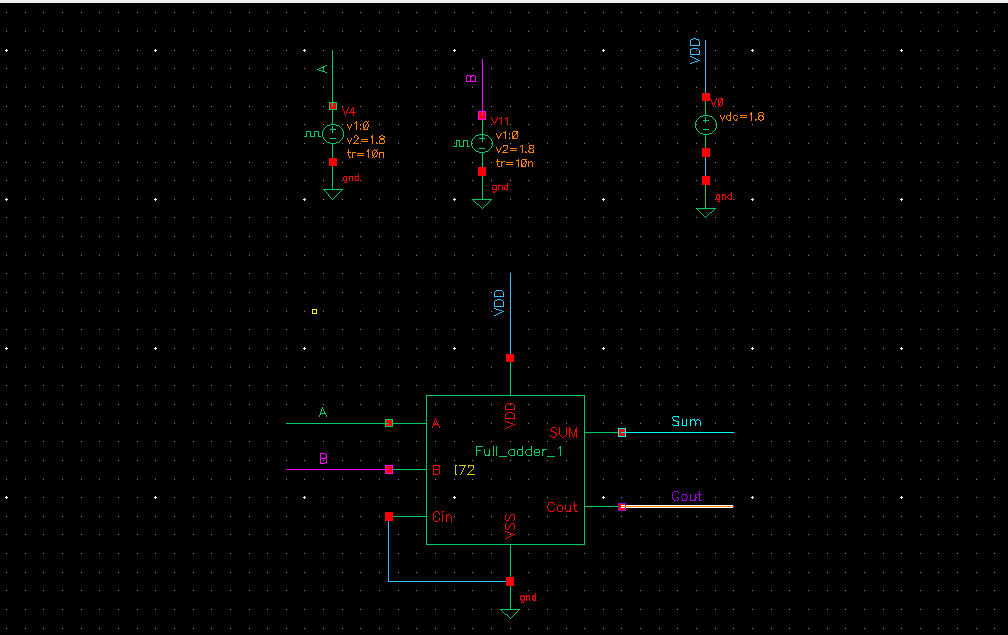 A
V4
v1:0
v2=1.8
tr=10n
gnd
B
V11
v1:0
v2=1.8
tr=10n
gnd
VDD
V0
vdc=1.8
gnd
VDD
A
B
A
B
Cin
VDD
Full_adder_1
I72
VSS
SUM
Cout
Sum
Cout
gnd